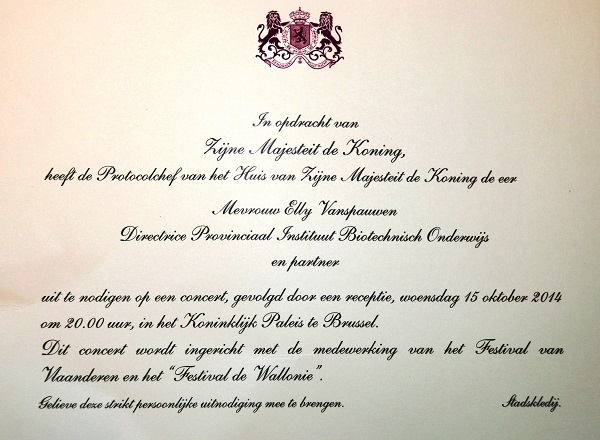 In opdracht van
Zijne Majesteit de Koning,
heeft de Protocolchef van het Huis van Zijne Majesteit de Koning de eer
Mevrouw Elly Vanspauwen
Directrice Provinciaal Instituut Biotechnisch Onderwijs
en partner
uit te nodigen op een concert, gevolgd door een receptie, woensdag 15 oktober 2014
om 20.00 uur, in het Koninklijk Paleis te Brussel.
Dit concert wordt ingericht met de medewerking van het Festival van
Vlaanderen en het “Festival de Wallonie”.
Gelieve deze strikt persoonlijke uitnodiging mee te brengen. Stadskledij.